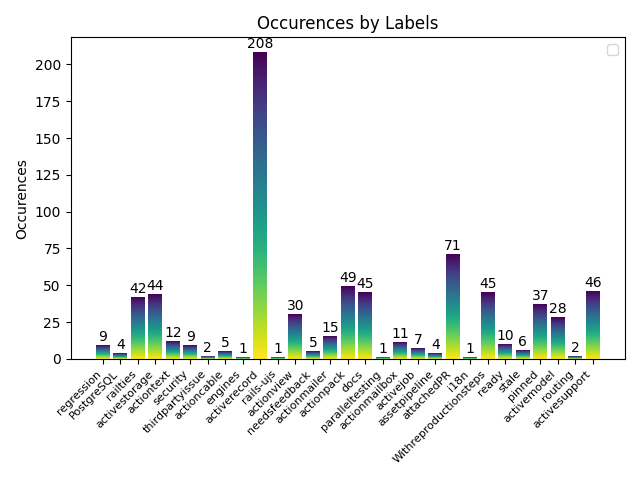 Occurences by Labels
Occurences
200
175
150
125
100
75
50
25
0
9
4
42
44
12
9
2
5
1
208
1
30
5
15
49
45
1
11
7
4
71
1
45
10
6
37
28
2
46
regression
PostgreSQL
railties
activestorage
actiontext
security
thirdpartyissue
actioncable
engines
activerecord
rails-ujs
actionview
needsfeedback
actionmailer
actionpack
docs
paralleltesting
actionmailbox
activejob
assetpipeline
attachedPR
i18n
Withreproductionsteps
ready
stale
pinned
activemodel
routing
activesupport